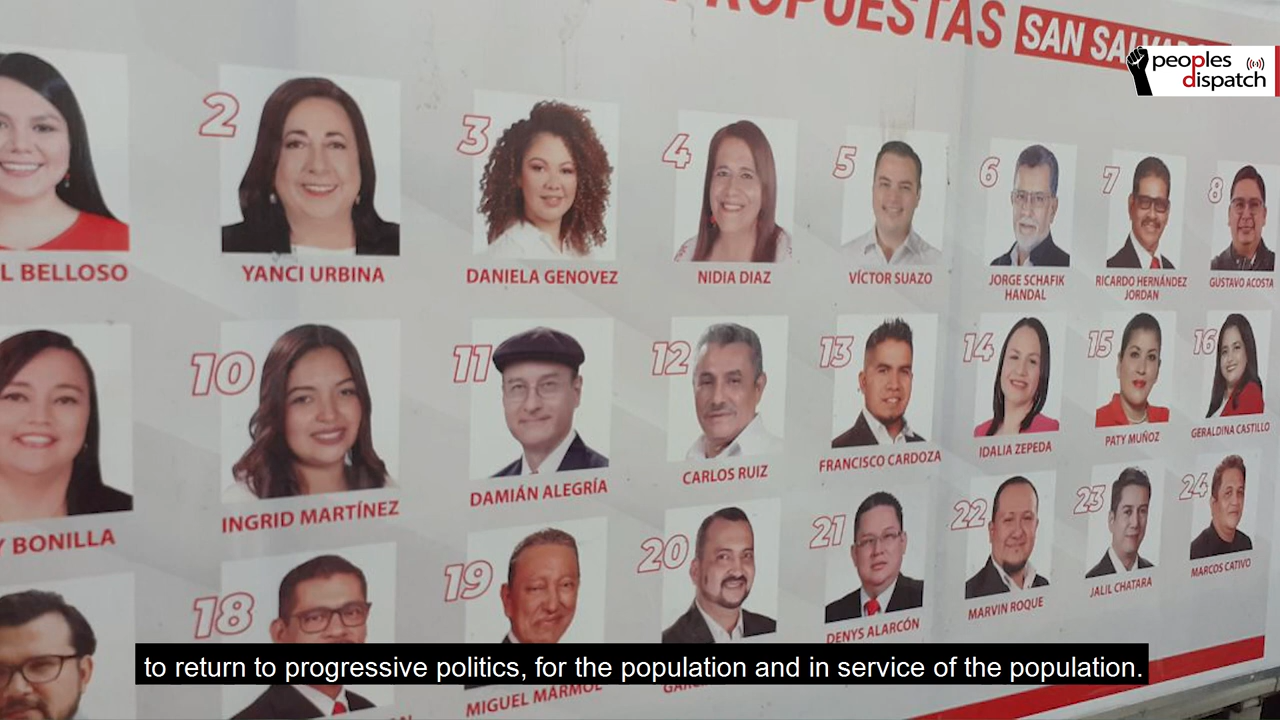 PROPUESTAS SAN SALVADOR
peoples
dispatch
2
3
4
5
6
7
8
L BELLOSO
YANCI URBINA
DANIELA GENOVEZ
NIDIA DIAZ
VÍCTOR SUAZO
JORGE SCHAFIK
HANDAL
RICARDO HERNÁNDEZ
JORDAN
GUSTAVO ACOSTA
10
11
12
13
14
15
16
Y BONILLA
INGRID MARTÍNEZ
DAMIÁN ALEGRÍA
CARLOS RUIZ
FRANCISCO CARDOZA
IDALIA ZEPEDA
PATY MUÑOZ
GERALDINA CASTILLO
18
19
20
21
22
23
24
MIGUEL MÁRMOL
DENYS ALARCÓN
MARVIN ROQUE
JALIL CHATARA
MARCOS CATIVO
to return to progressive politics, for the population and in service of the population.